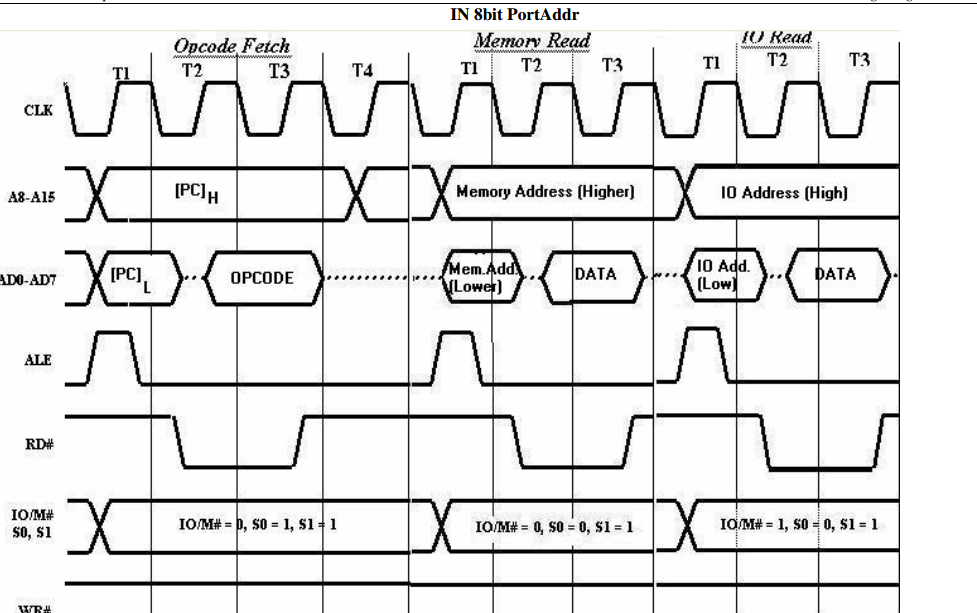 IN 8bit PortAddr
Opcode Fetch
Memory Read
IO Read
T1 T2 T3 T4 T1 T2 T3 T1 T2 T3
CLK
A8-A15 [PC]H Memory Address (Higher) IO Address (High)
AD0-AD7 [PC]L OPCODE Mem.Add. (Lower) DATA IO Add. (Low) DATA
ALE
RD#
IO/M#
S0, S1
IO/M# = 0, S0 = 1, S1 = 1
IO/M# = 0, S0 = 0, S1 = 1
IO/M# = 1, S0 = 0, S1 = 1
WR#